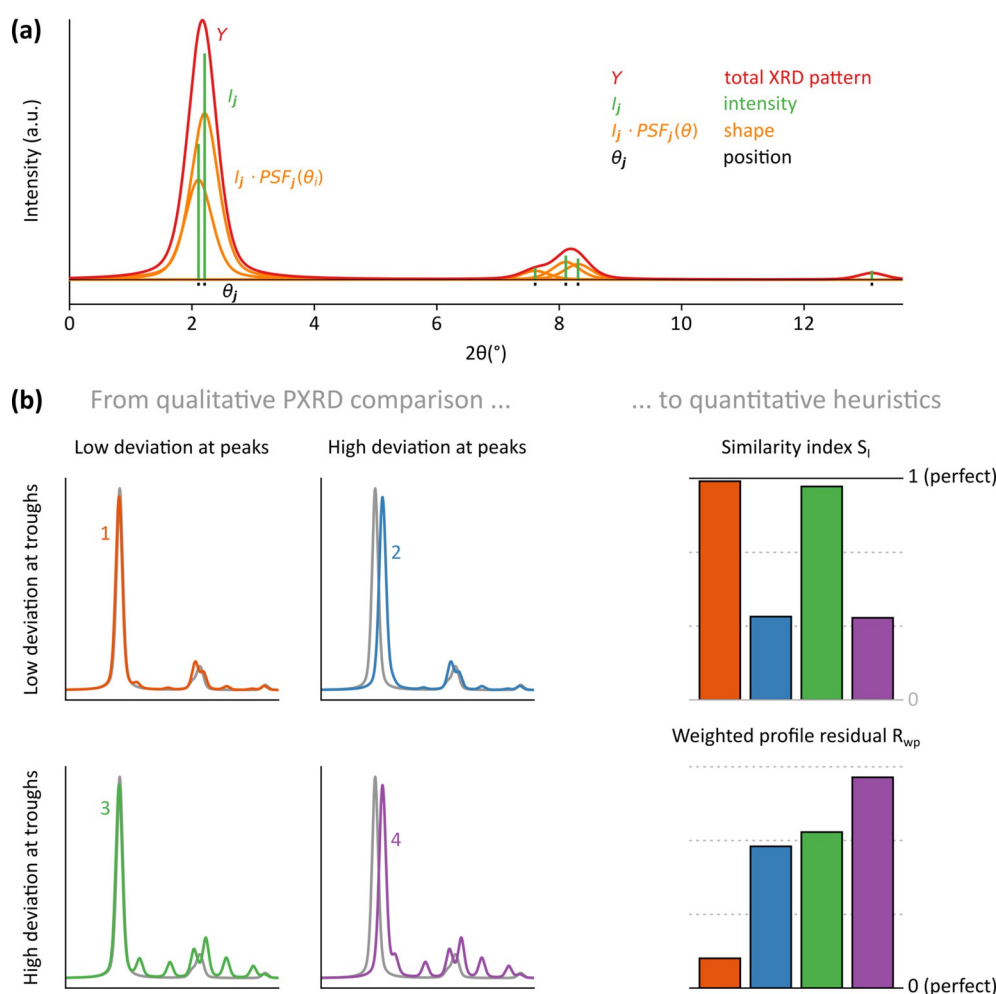 (a)
Intensity (a.u.)
Y
I_j
I_j · PSF_j(θ_i)
θ_j
Y total XRD pattern
I_j intensity
I_j · PSF_j(θ) shape
θ_j position
0 2 4 6 8 10 12
2θ(°)
(b)
From qualitative PXRD comparison ...
... to quantitative heuristics
Low deviation at peaks
High deviation at peaks
Similarity index S_I
Low deviation at troughs
1
2
1 (perfect)
0
Weighted profile residual R_wp
High deviation at troughs
3
4
0 (perfect)